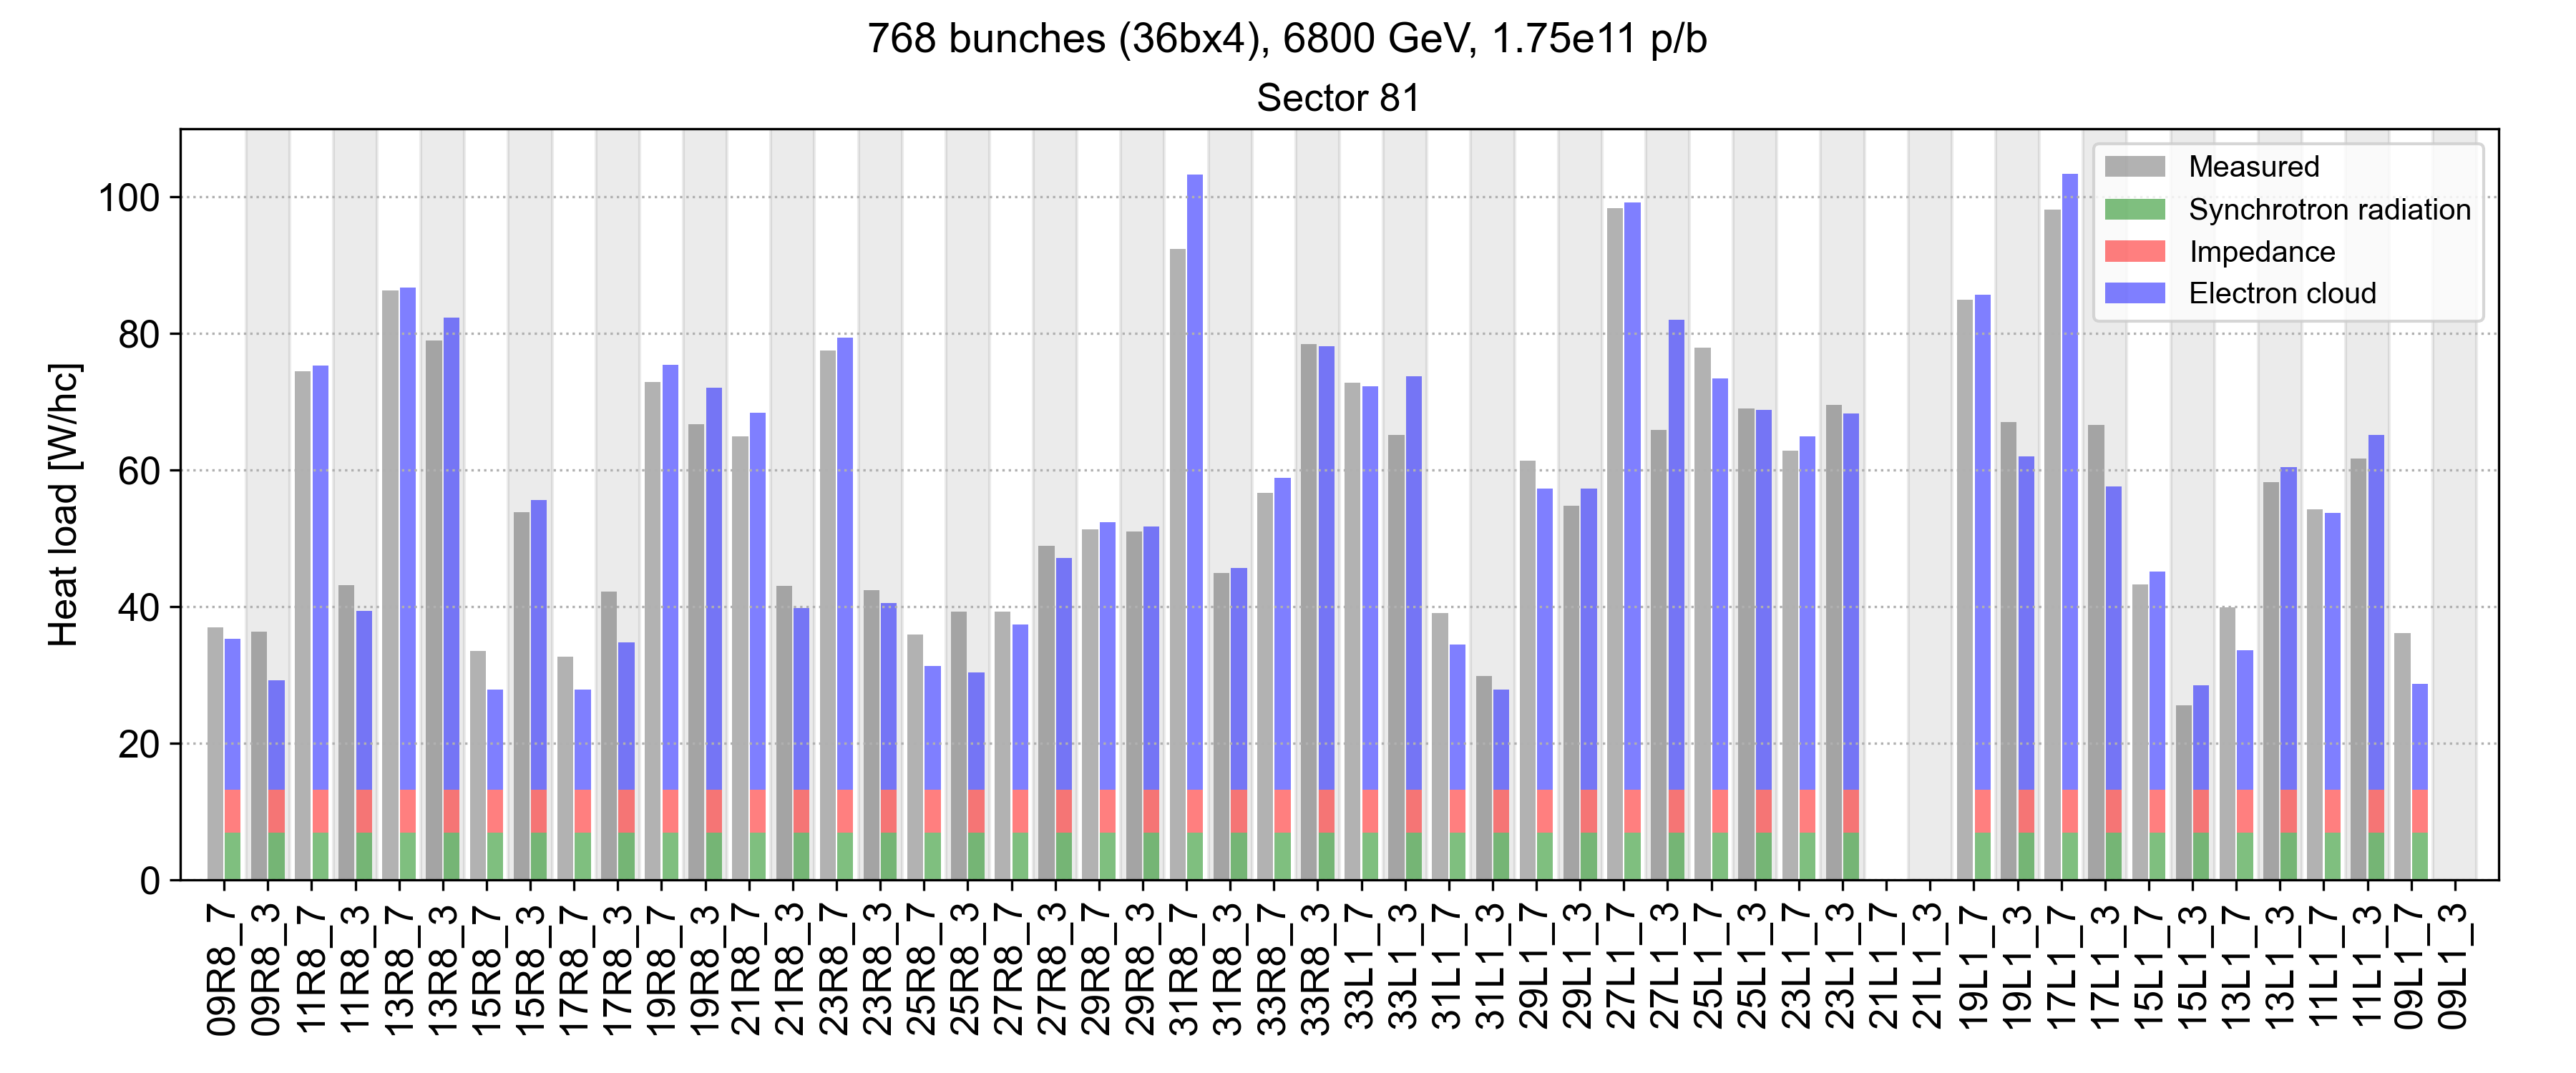 768 bunches (36bx4), 6800 GeV, 1.75e11 p/b
Sector 81
Heat load [W/hc]
100
80
60
40
20
0
Measured
Synchrotron radiation
Impedance
Electron cloud
09R8_7
09R8_3
11R8_7
11R8_3
13R8_7
13R8_3
15R8_7
15R8_3
17R8_7
17R8_3
19R8_7
19R8_3
21R8_7
21R8_3
23R8_7
23R8_3
25R8_7
25R8_3
27R8_7
27R8_3
29R8_7
29R8_3
31R8_7
31R8_3
33R8_7
33R8_3
33L1_7
33L1_3
31L1_7
31L1_3
29L1_7
29L1_3
27L1_7
27L1_3
25L1_7
25L1_3
23L1_7
23L1_3
21L1_7
21L1_3
19L1_7
19L1_3
17L1_7
17L1_3
15L1_7
15L1_3
13L1_7
13L1_3
11L1_7
11L1_3
09L1_7
09L1_3